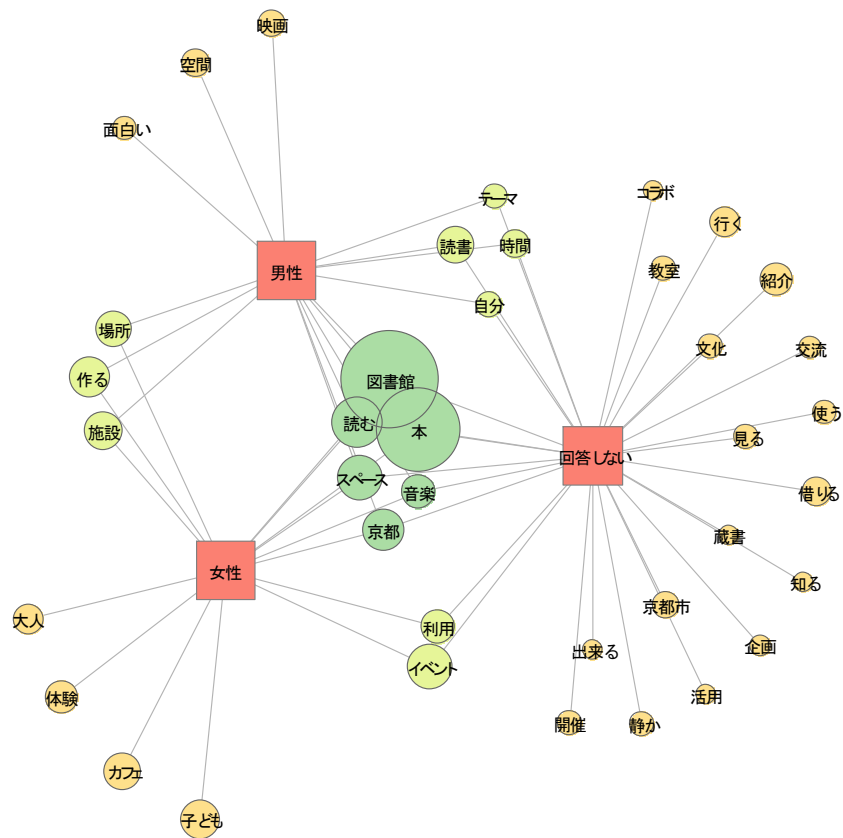 映画
空間
面白い
テーマ
コラボ
行く
読書
時間
男性
教室
紹介
自分
場所
文化
交流
作る
図書館
使う
施設
読む
本
見る
回答しない
スペース
音楽
借りる
京都
蔵書
女性
知る
大人
利用
京都市
企画
出来る
イベント
体験
活用
開催
静か
カフェ
子ども